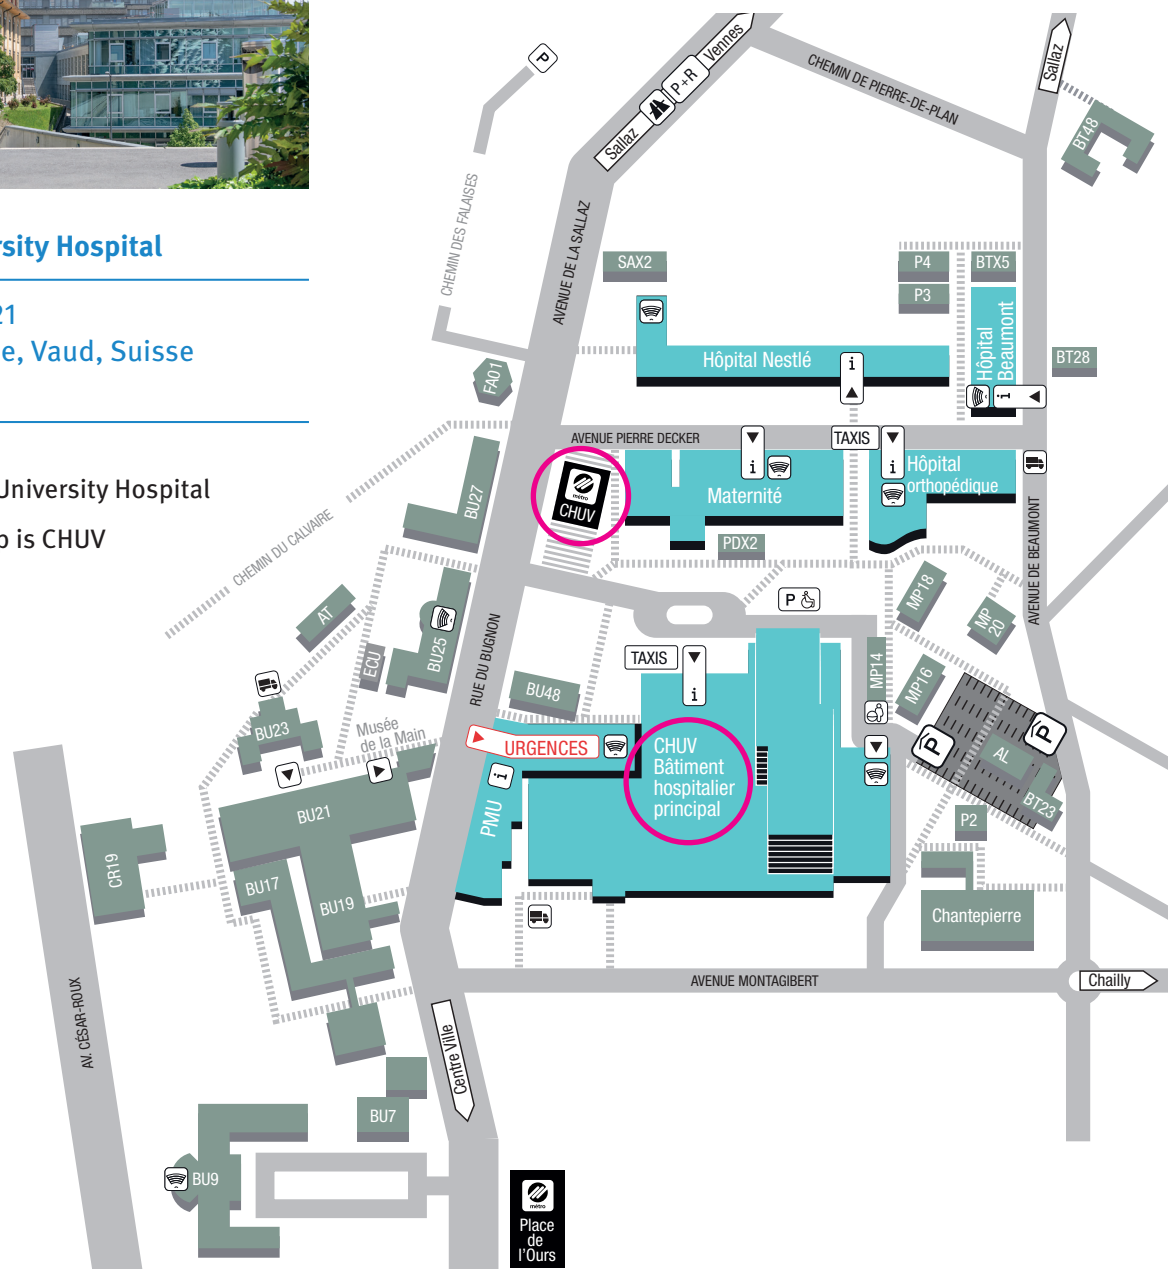 rsity Hospital
21
e, Vaud, Suisse
University Hospital
p is CHUV
P
Sallaz
P+R
Vennes
CHEMIN DE PIERRE-DE-PLAN
Sallaz
BT48
CHEMIN DES FALAISES
AVENUE DE LA SALLAZ
SAX2
P4
BTX5
P3
Hôpital
Beaumont
Hôpital Nestlé
i
BT28
FA01
i
AVENUE PIERRE DECKER
TAXIS
i
i
Hôpital
orthopédique
BU27
métro
CHUV
Maternité
PDX2
CHEMIN DU CALVAIRE
AVENUE DE BEAUMONT
AT
ECU
BU25
RUE DU BUGNON
P
MP18
MP
20
TAXIS
i
MP14
MP16
BU48
BU23
Musée
de la Main
URGENCES
i
PMU
CHUV
Bâtiment
hospitalier
principal
P
P
AL
BT23
P2
BU21
CR19
BU17
BU19
Chantepierre
AVENUE MONTAGIBERT
Chailly
AV. CÉSAR-ROUX
Centre Ville
BU7
BU9
métro
Place
de
l'Ours